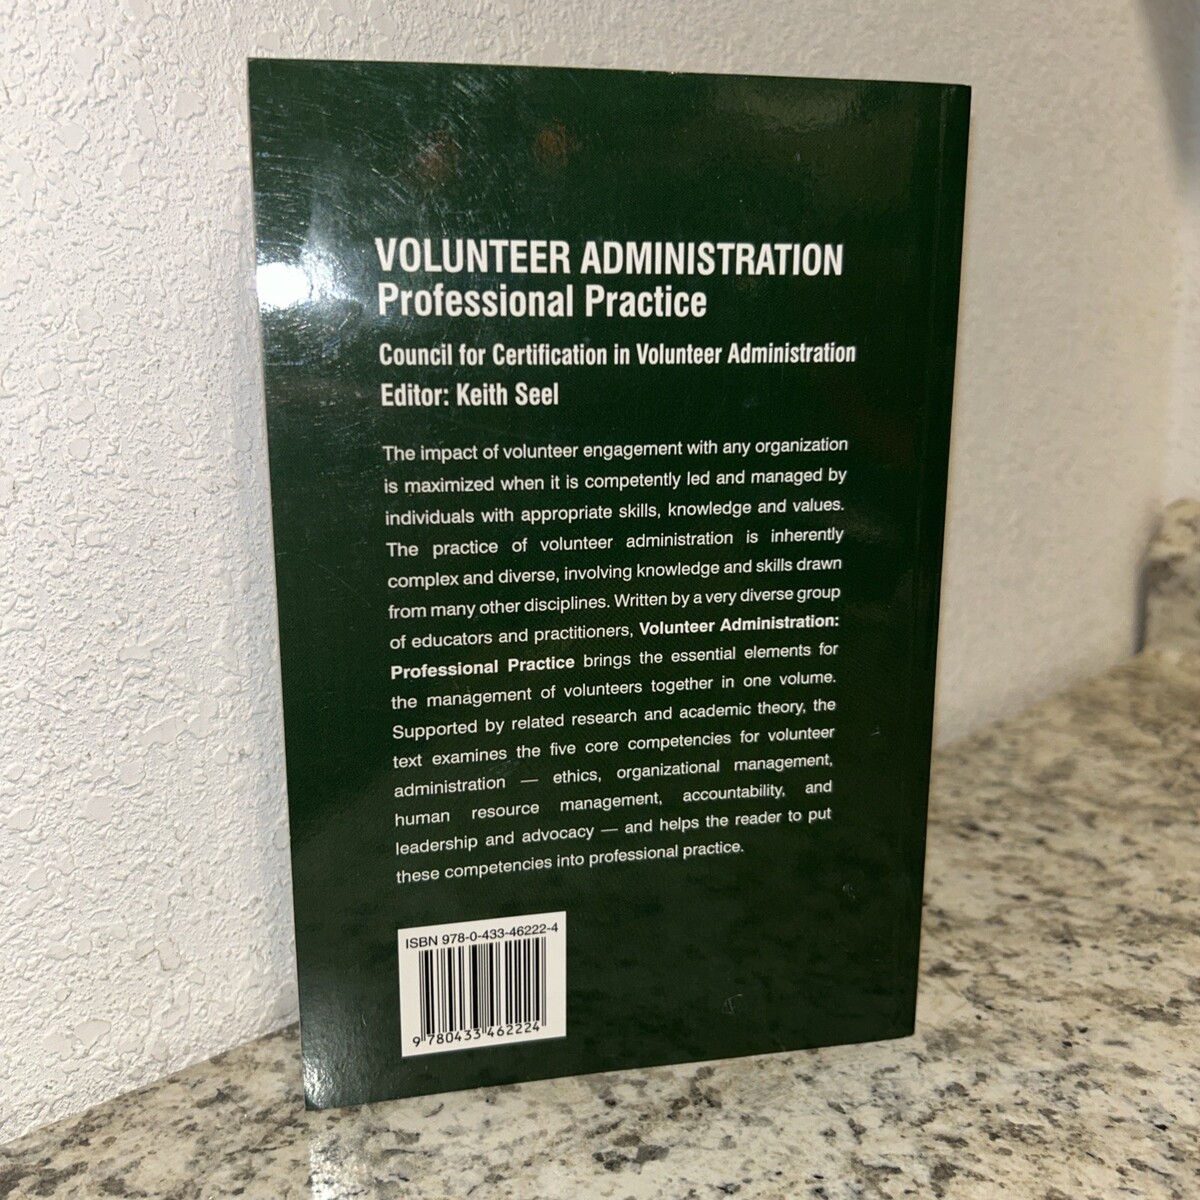 VOLUNTEER ADMINISTRATION
Professional Practice
Council for Certification in Volunteer Administration
Editor: Keith Seel
The impact of volunteer engagement with any organization
is maximized when it is competently led and managed by
individuals with appropriate skills, knowledge and values.
The practice of volunteer administration is inherently
complex and diverse, involving knowledge and skills drawn
from many other disciplines. Written by a very diverse group
of educators and practitioners, Volunteer Administration:
Professional Practice brings the essential elements for
the management of volunteers together in one volume.
Supported by related research and academic theory, the
text examines the five core competencies for volunteer
administration — ethics, organizational management,
human resource management, accountability, and
leadership and advocacy — and helps the reader to put
these competencies into professional practice.
ISBN 978-0-433-46222-4
9 780433 462224